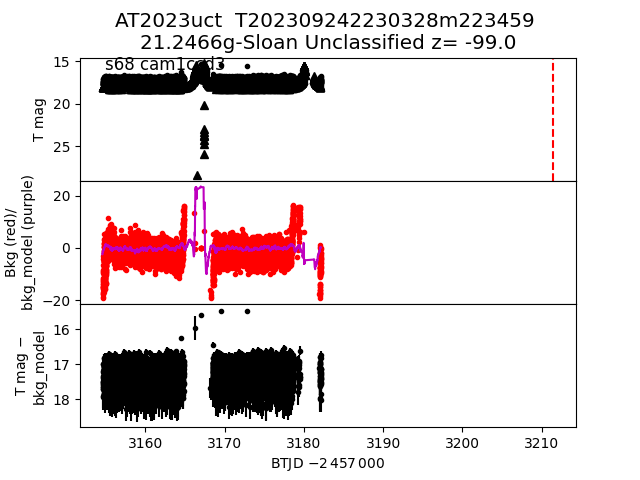 AT2023uct T202309242230328m223459
21.2466g-Sloan Unclassified z= -99.0
s68 cam1ccd3
15
20
25
T mag
20
0
−20
Bkg (red)/
bkg_model (purple)
16
17
18
T mag −
bkg_model
3160 3170 3180 3190 3200 3210
BTJD −2 457 000